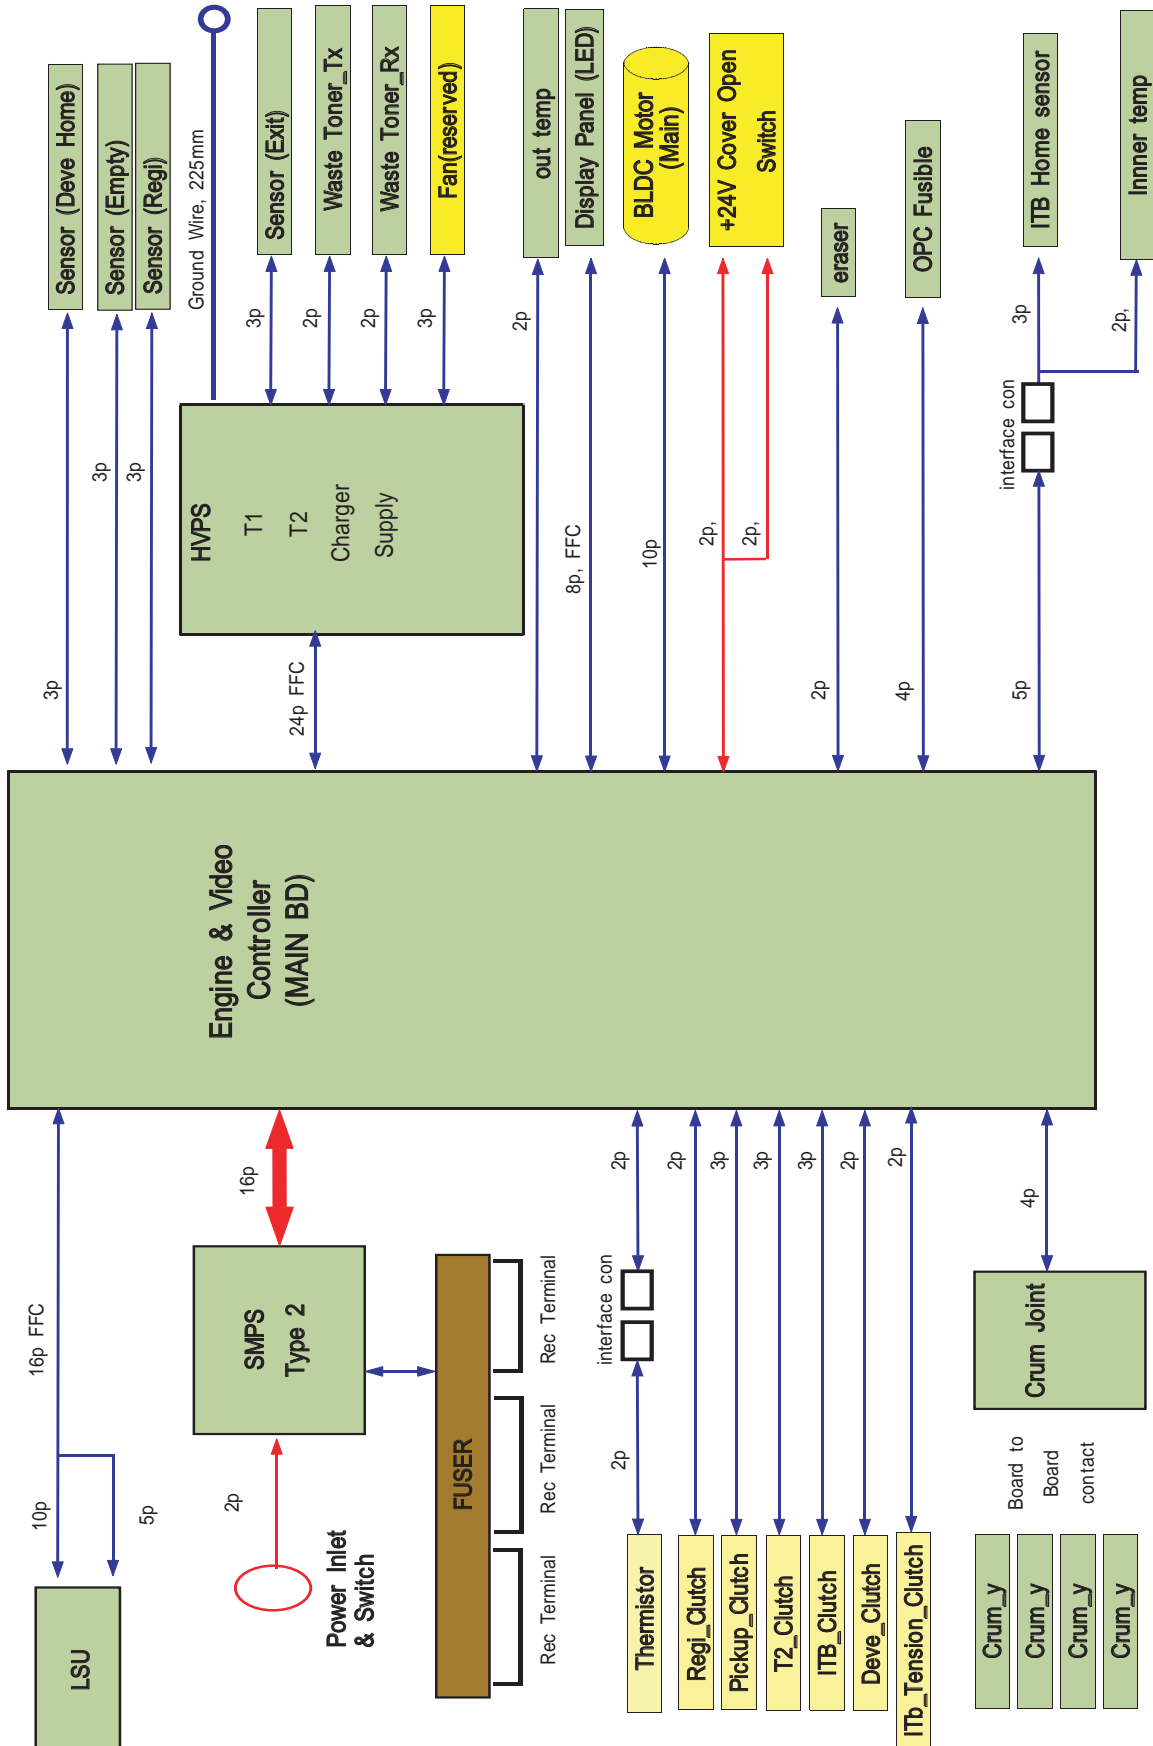 Sensor (Deve Home)
Sensor (Empty)
Sensor (Regi)
Ground Wire, 225mm
Sensor (Exit)
Waste Toner_Tx
Waste Toner_Rx
Fan(reserved)
out temp
Display Panel (LED)
BLDC Motor
(Main)
+24V Cover Open
Switch
eraser
OPC Fusible
ITB Home sensor
Innner temp
3p
3p
3p
3p
2p
2p
3p
2p
8p, FFC
10p
2p,
2p,
2p
4p
3p
2p,
interface con
5p
HVPS
T1
T2
Charger
Supply
24p FFC
Engine & Video
Controller
(MAIN BD)
16p FFC
10p
5p
LSU
16p
SMPS
Type 2
2p
Power Inlet
& Switch
FUSER
Rec Terminal
Rec Terminal
Rec Terminal
2p
interface con
2p
2p
3p
3p
3p
2p
2p
4p
Thermistor
Regi_Clutch
Pickup_Clutch
T2_Clutch
ITB_Clutch
Deve_Clutch
ITb_Tension_Clutch
Crum Joint
Board to
Board
contact
Crum_y
Crum_y
Crum_y
Crum_y